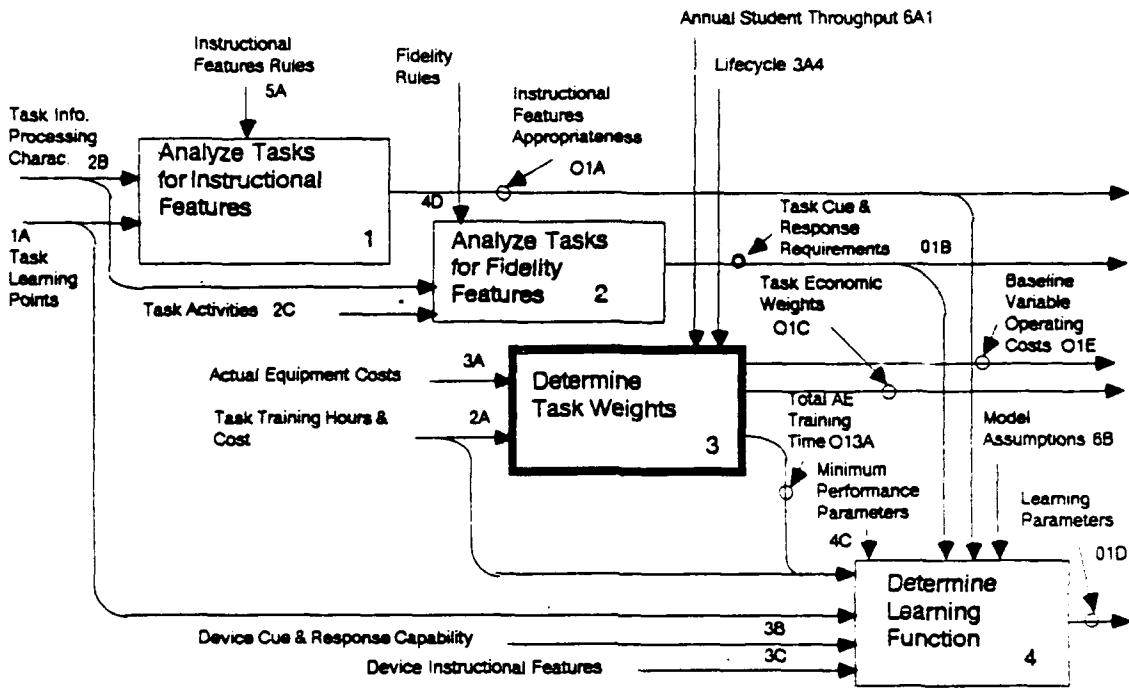 Annual Student Throughput 6A1
Instructional
Features Rules
5A
Fidelity
Rules
Lifecycle 3A4
Task Info.
Processing
Charac. 2B
Instructional
Features
Appropriateness
O1A
Analyze Tasks
for Instructional
Features
1
4D
1A
Task
Learning
Points
Analyze Tasks
for Fidelity
Features 2
Task Cue &
Response
Requirements 01B
Task Activities 2C
Task Economic
Weights
O1C
Baseline
Variable
Operating
Costs O1E
Actual Equipment Costs 3A
Determine
Task Weights
3
Task Training Hours &
Cost
2A
Total AE
Training
Time O13A
Model
Assumptions 6B
Minimum
Performance
Parameters
4C
Learning
Parameters
01D
Determine
Learning
Function
4
Device Cue & Response Capability 3B
Device Instructional Features 3C